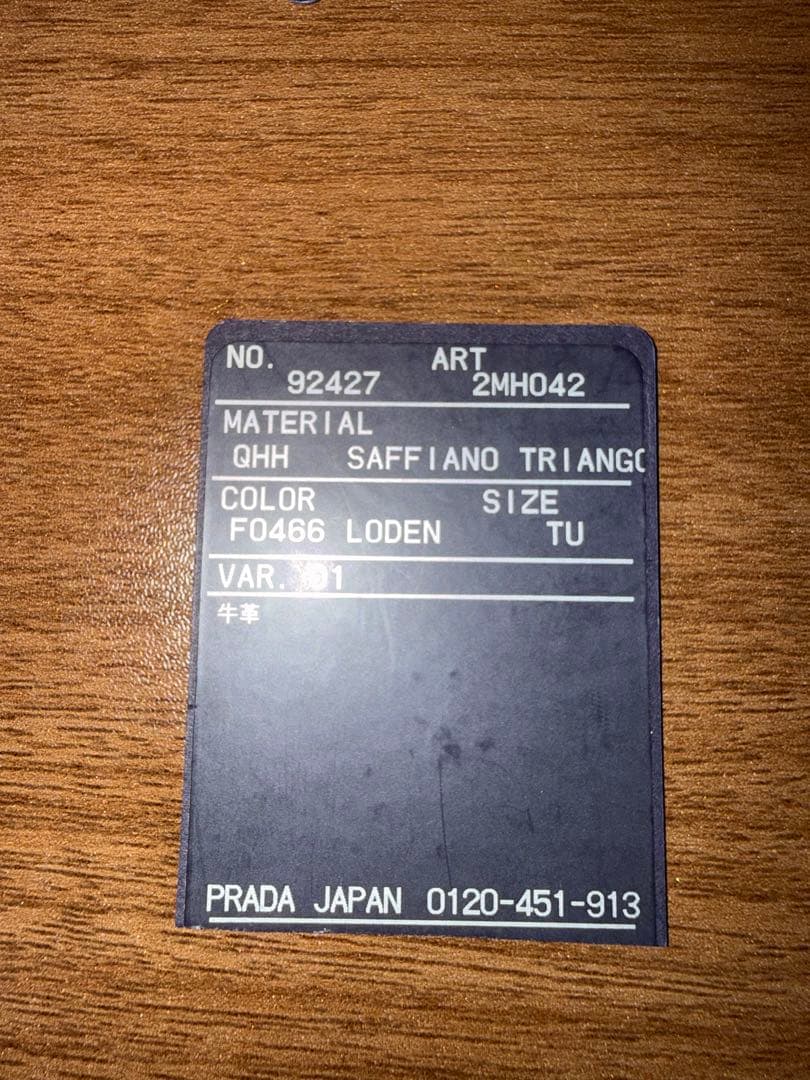 NO. ART
92427 2MH042
MATERIAL
QHH SAFFIANO TRIANG
COLOR SIZE
F0466 LODEN TU
VAR. 01
牛革
PRADA JAPAN 0120-451-913